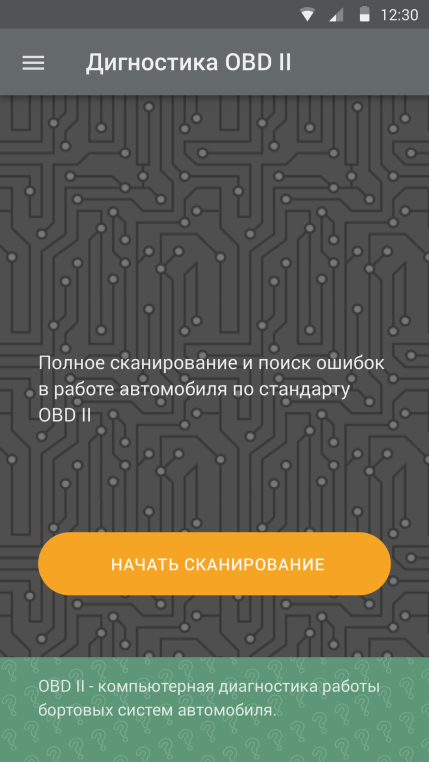 12:30
Дигностика OBD II
Полное сканирование и поиск ошибок
в работе автомобиля по стандарту
OBD II
НАЧАТЬ СКАНИРОВАНИЕ
OBD II - компьютерная диагностика работы
бортовых систем автомобиля.